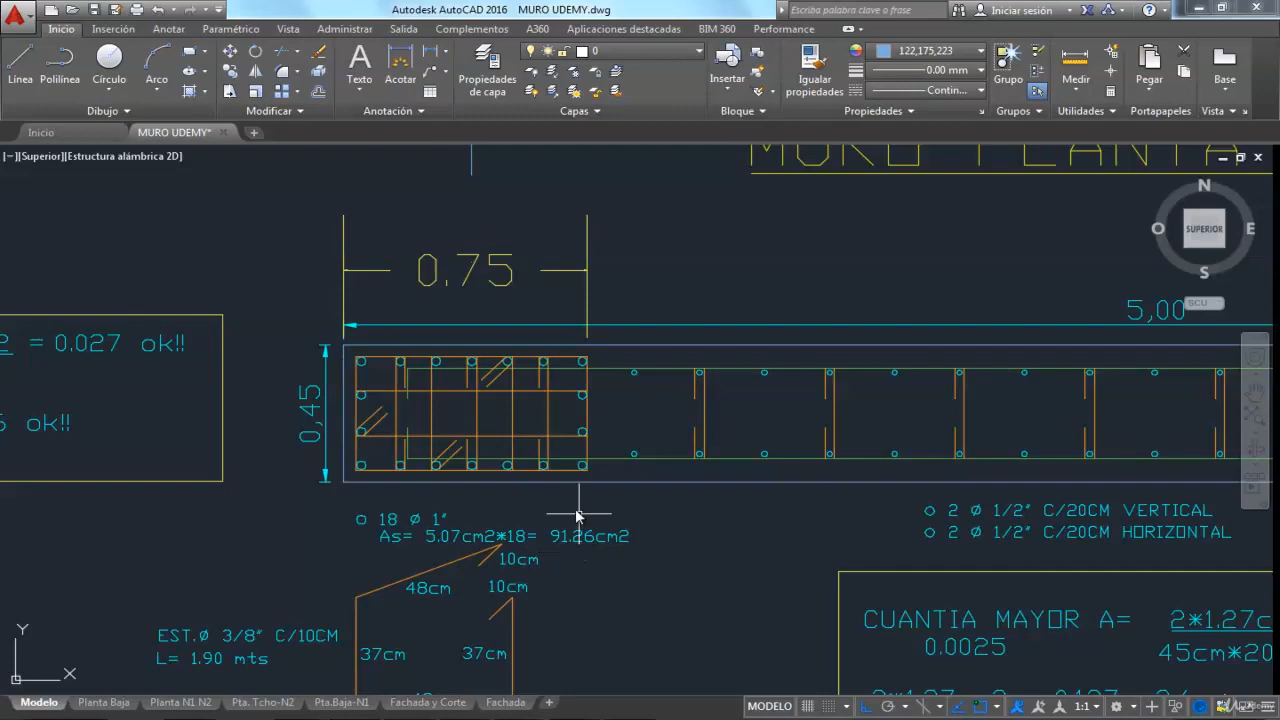 Autodesk AutoCAD 2016 MURO UDEMY.dwg
Escriba palabra clave o frase
Iniciar sesión
Inicio Inserción Anotar Paramétrico Vista Administrar Salida Complementos A360 Aplicaciones destacadas BIM 360 Performance
Línea Polilínea Círculo Arco
Texto Acotar
Propiedades de capa
0
Insertar
Igualar propiedades
122,175,223
0.00 mm
Contin...
Grupo Medir Pegar Base
Dibujo Modificar Anotación Capas Bloque Propiedades Grupos Utilidades Portapapeles Vista
Inicio MURO UDEMY*
[−][Superior][Estructura alámbrica 2D]
MURO PLANTA
N
O SUPERIOR E
S
SCU
0.75
5,00
= 0.027 ok!!
0,45
ok!!
18 Ø 1"
As= 5.07cm2*18= 91.26cm2
2 Ø 1/2" C/20CM VERTICAL
2 Ø 1/2" C/20CM HORIZONTAL
10cm
48cm 10cm
EST.Ø 3/8" C/10CM
L= 1.90 mts
37cm 37cm
CUANTIA MAYOR A= 2*1.27c
0.0025 45cm*20
Y
X
Modelo Planta Baja Planta N1 N2 Pta. Tcho-N2 Pta.Baja-N1 Fachada y Corte Fachada +
MODELO 1:1